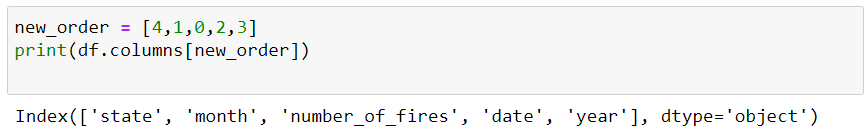 new_order = [4,1,0,2,3]
print(df.columns[new_order])
Index(['state', 'month', 'number_of_fires', 'date', 'year'], dtype='object')